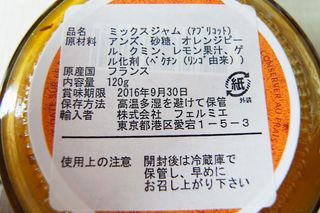 品名 ミックスジャム (アプリコット)
原材料 アンズ、砂糖、オレンジピー
ル、クミン、レモン果汁、ゲ
ル化剤（ペクチン（リンゴ由来））
原産国 フランス
内容量 120g
賞味期限 2016年9月30日
保存方法 高温多湿を避けて保管
輸入者 株式会社 フェルミエ
東京都港区愛宕1-5-3
紙
外装
使用上の注意 開封後は冷蔵庫で
保管し、早めに
お召し上がり下さい
CONSERVER AU FRAIS